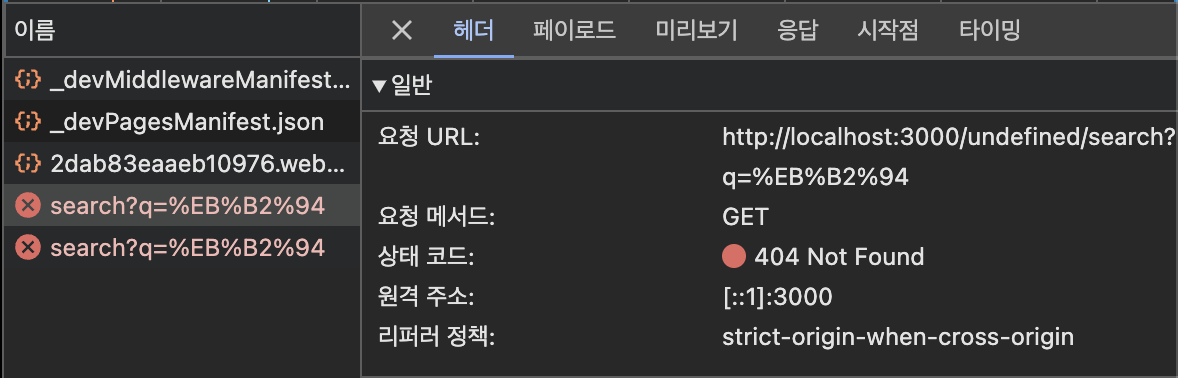 이름
_devMiddlewareManifest...
_devPagesManifest.json
2dab83eaaeb10976.web...
search?q=%EB%B2%94
search?q=%EB%B2%94
헤더 페이로드 미리보기 응답 시작점 타이밍
▼일반
요청 URL: http://localhost:3000/undefined/search?
q=%EB%B2%94
요청 메서드: GET
상태 코드: 404 Not Found
원격 주소: [::1]:3000
리퍼러 정책: strict-origin-when-cross-origin